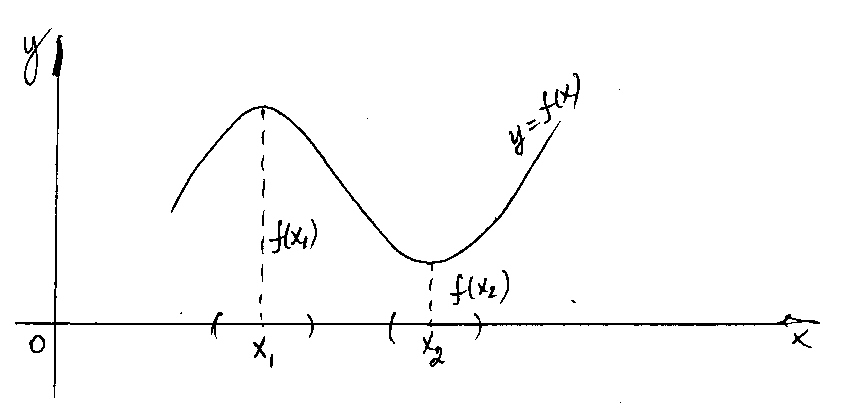 y
y=f(x)
f(x₁)
f(x₂)
0
( x₁ )
( x₂ )
x